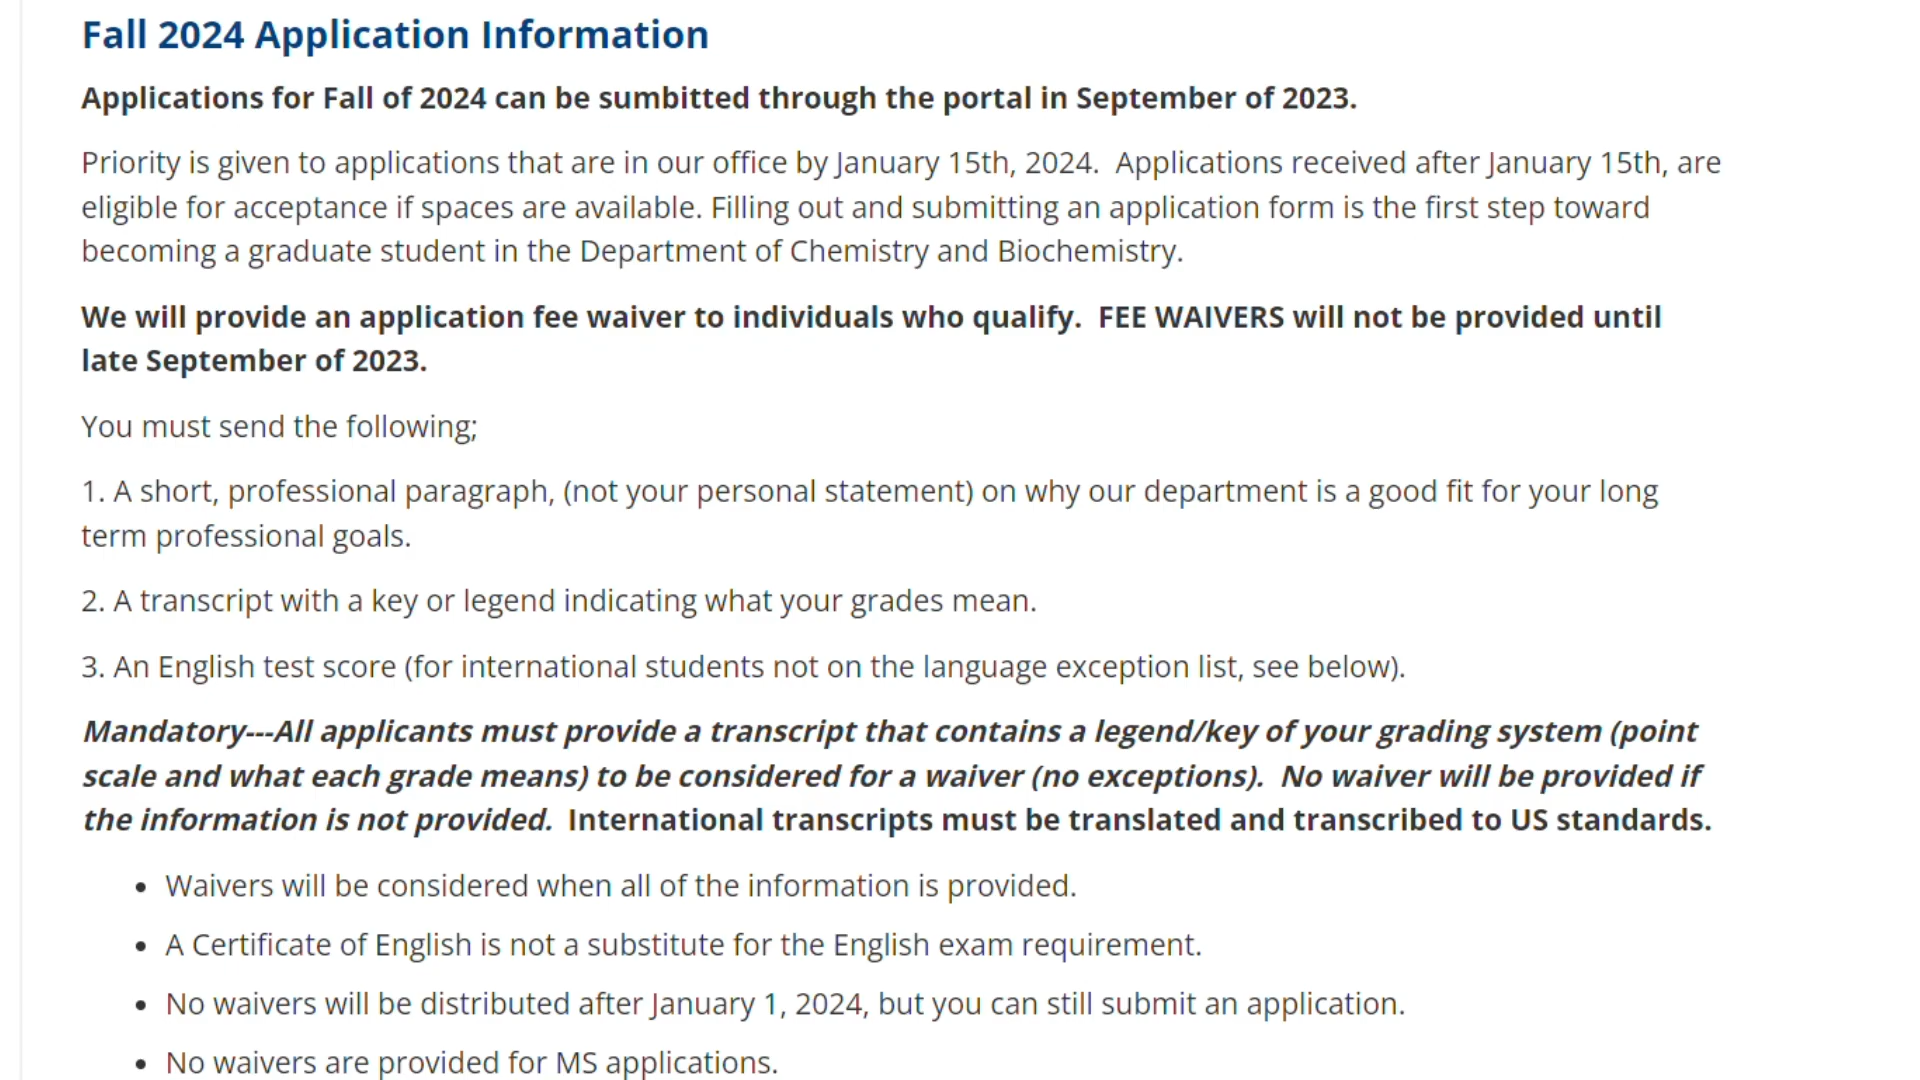 Fall 2024 Application Information
Applications for Fall of 2024 can be sumbitted through the portal in September of 2023.
Priority is given to applications that are in our office by January 15th, 2024.  Applications received after January 15th, are
eligible for acceptance if spaces are available. Filling out and submitting an application form is the first step toward
becoming a graduate student in the Department of Chemistry and Biochemistry.
We will provide an application fee waiver to individuals who qualify.  FEE WAIVERS will not be provided until
late September of 2023.
You must send the following;
1. A short, professional paragraph, (not your personal statement) on why our department is a good fit for your long
term professional goals.
2. A transcript with a key or legend indicating what your grades mean.
3. An English test score (for international students not on the language exception list, see below).
Mandatory---All applicants must provide a transcript that contains a legend/key of your grading system (point
scale and what each grade means) to be considered for a waiver (no exceptions).  No waiver will be provided if
the information is not provided.  International transcripts must be translated and transcribed to US standards.
• Waivers will be considered when all of the information is provided.
• A Certificate of English is not a substitute for the English exam requirement.
• No waivers will be distributed after January 1, 2024, but you can still submit an application.
• No waivers are provided for MS applications.